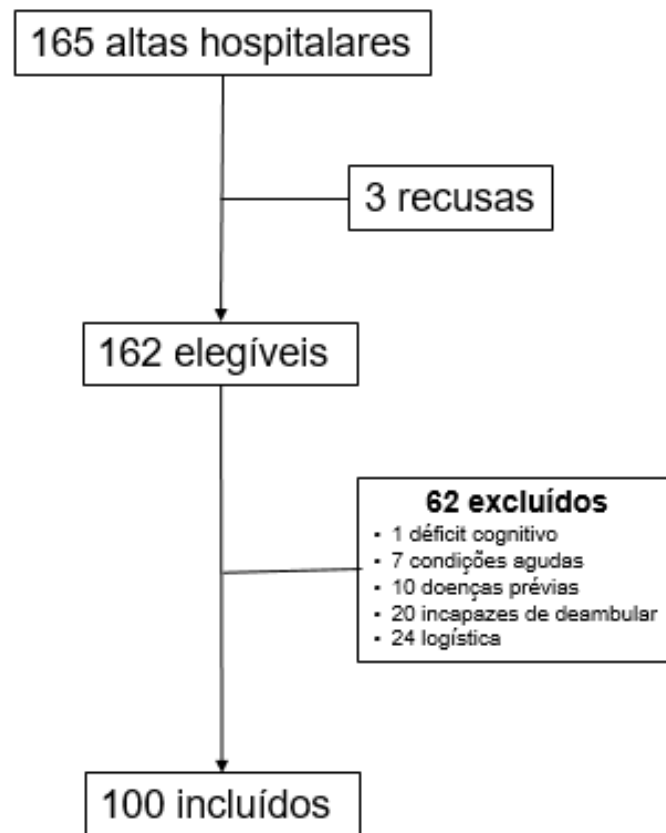 165 altas hospitalares
3 recusas
162 elegíveis
62 excluídos
▪ 1 déficit cognitivo
▪ 7 condições agudas
▪ 10 doenças prévias
▪ 20 incapazes de deambular
▪ 24 logística
100 incluídos